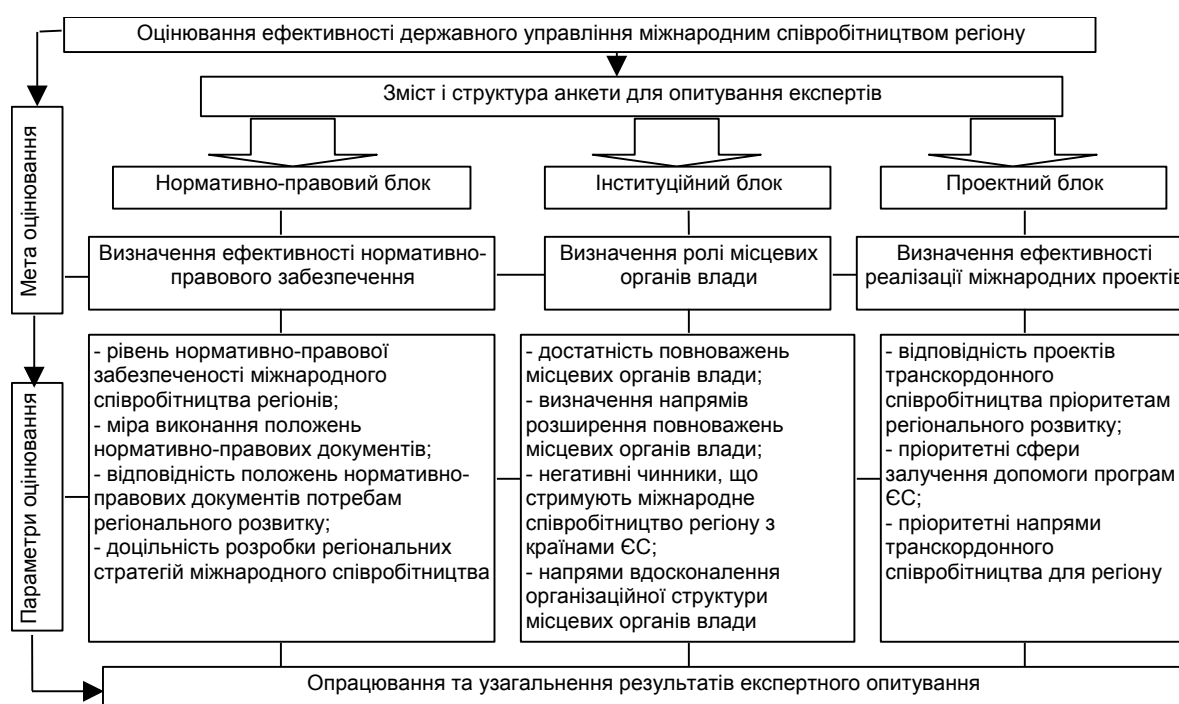 Оцінювання ефективності державного управління міжнародним співробітництвом регіону
Зміст і структура анкети для опитування експертів
Мета оцінювання
Нормативно-правовий блок
Інституційний блок
Проектний блок
Визначення ефективності нормативно-
правового забезпечення
Визначення ролі місцевих
органів влади
Визначення ефективності
реалізації міжнародних проектів
Параметри оцінювання
- рівень нормативно-правової
забезпеченості міжнародного
співробітництва регіонів;
- міра виконання положень
нормативно-правових документів;
- відповідність положень нормативно-
правових документів потребам
регіонального розвитку;
- доцільність розробки регіональних
стратегій міжнародного співробітництва
- достатність повноважень
місцевих органів влади;
- визначення напрямів
розширення повноважень
місцевих органів влади;
- негативні чинники, що
стримують міжнародне
співробітництво регіону з
країнами ЄС;
- напрями вдосконалення
організаційної структури
місцевих органів влади
- відповідність проектів
транскордонного
співробітництва пріоритетам
регіонального розвитку;
- пріоритетні сфери
залучення допомоги програм
ЄС;
- пріоритетні напрями
транскордонного
співробітництва для регіону
Опрацювання та узагальнення результатів експертного опитування